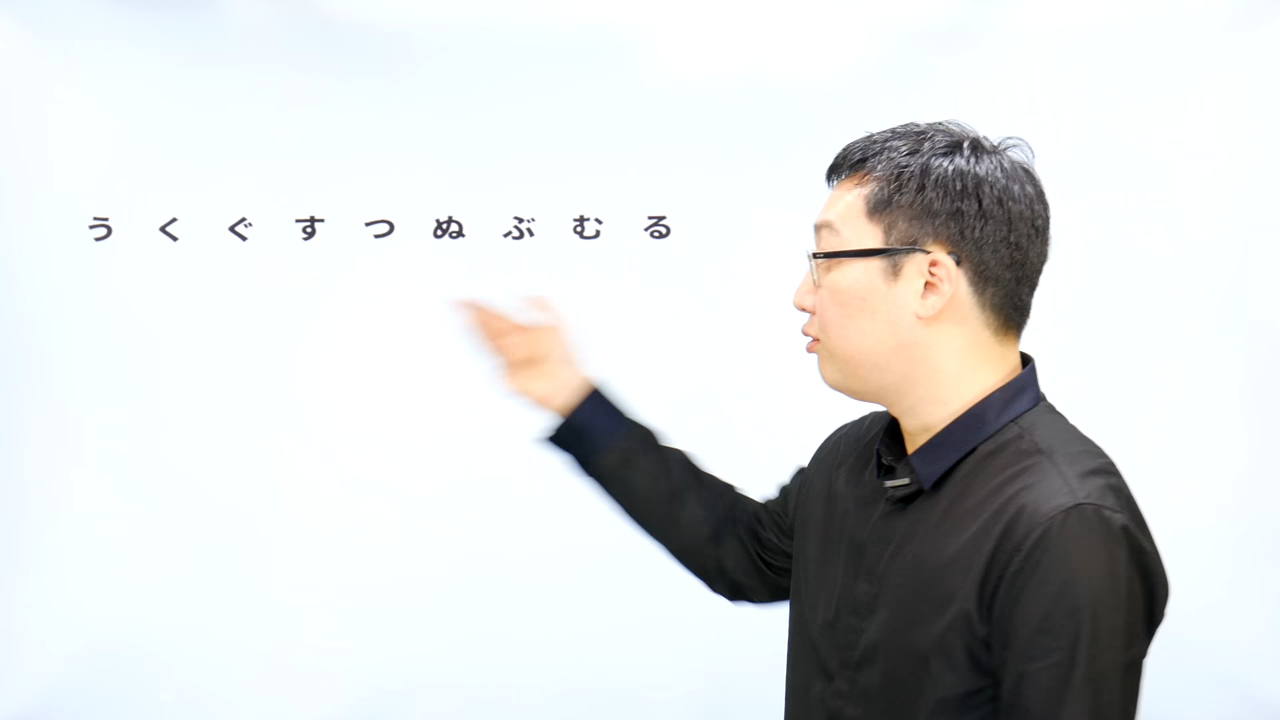 う く ぐ す つ ぬ ぶ む る